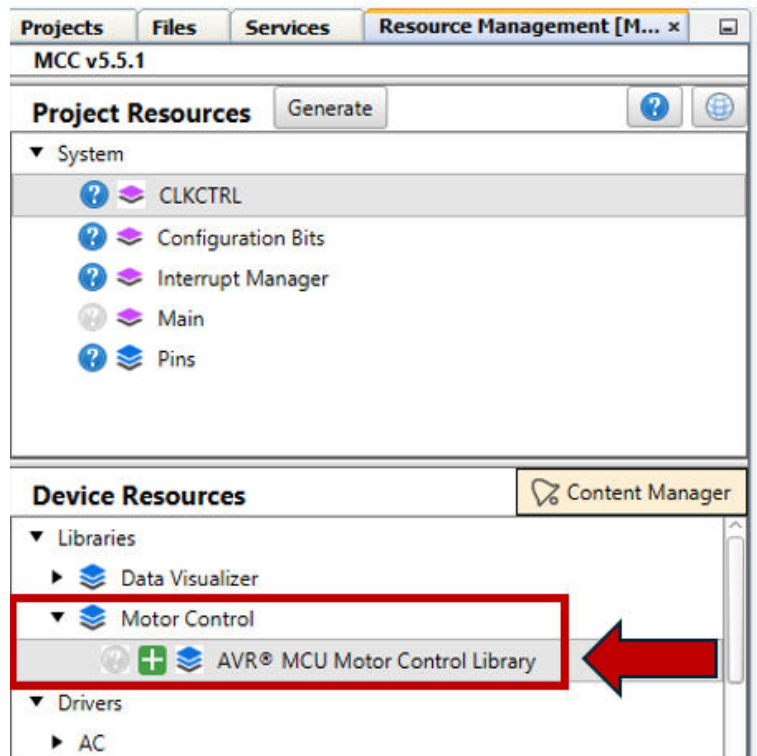 Projects Files Services Resource Management [M... ×
MCC v5.5.1
Project Resources Generate ?
▼ System
? CLKCTRL
? Configuration Bits
? Interrupt Manager
? Main
? Pins
Device Resources Content Manager
▼ Libraries
▶ Data Visualizer
▼ Motor Control
? AVR® MCU Motor Control Library
▼ Drivers
▶ AC